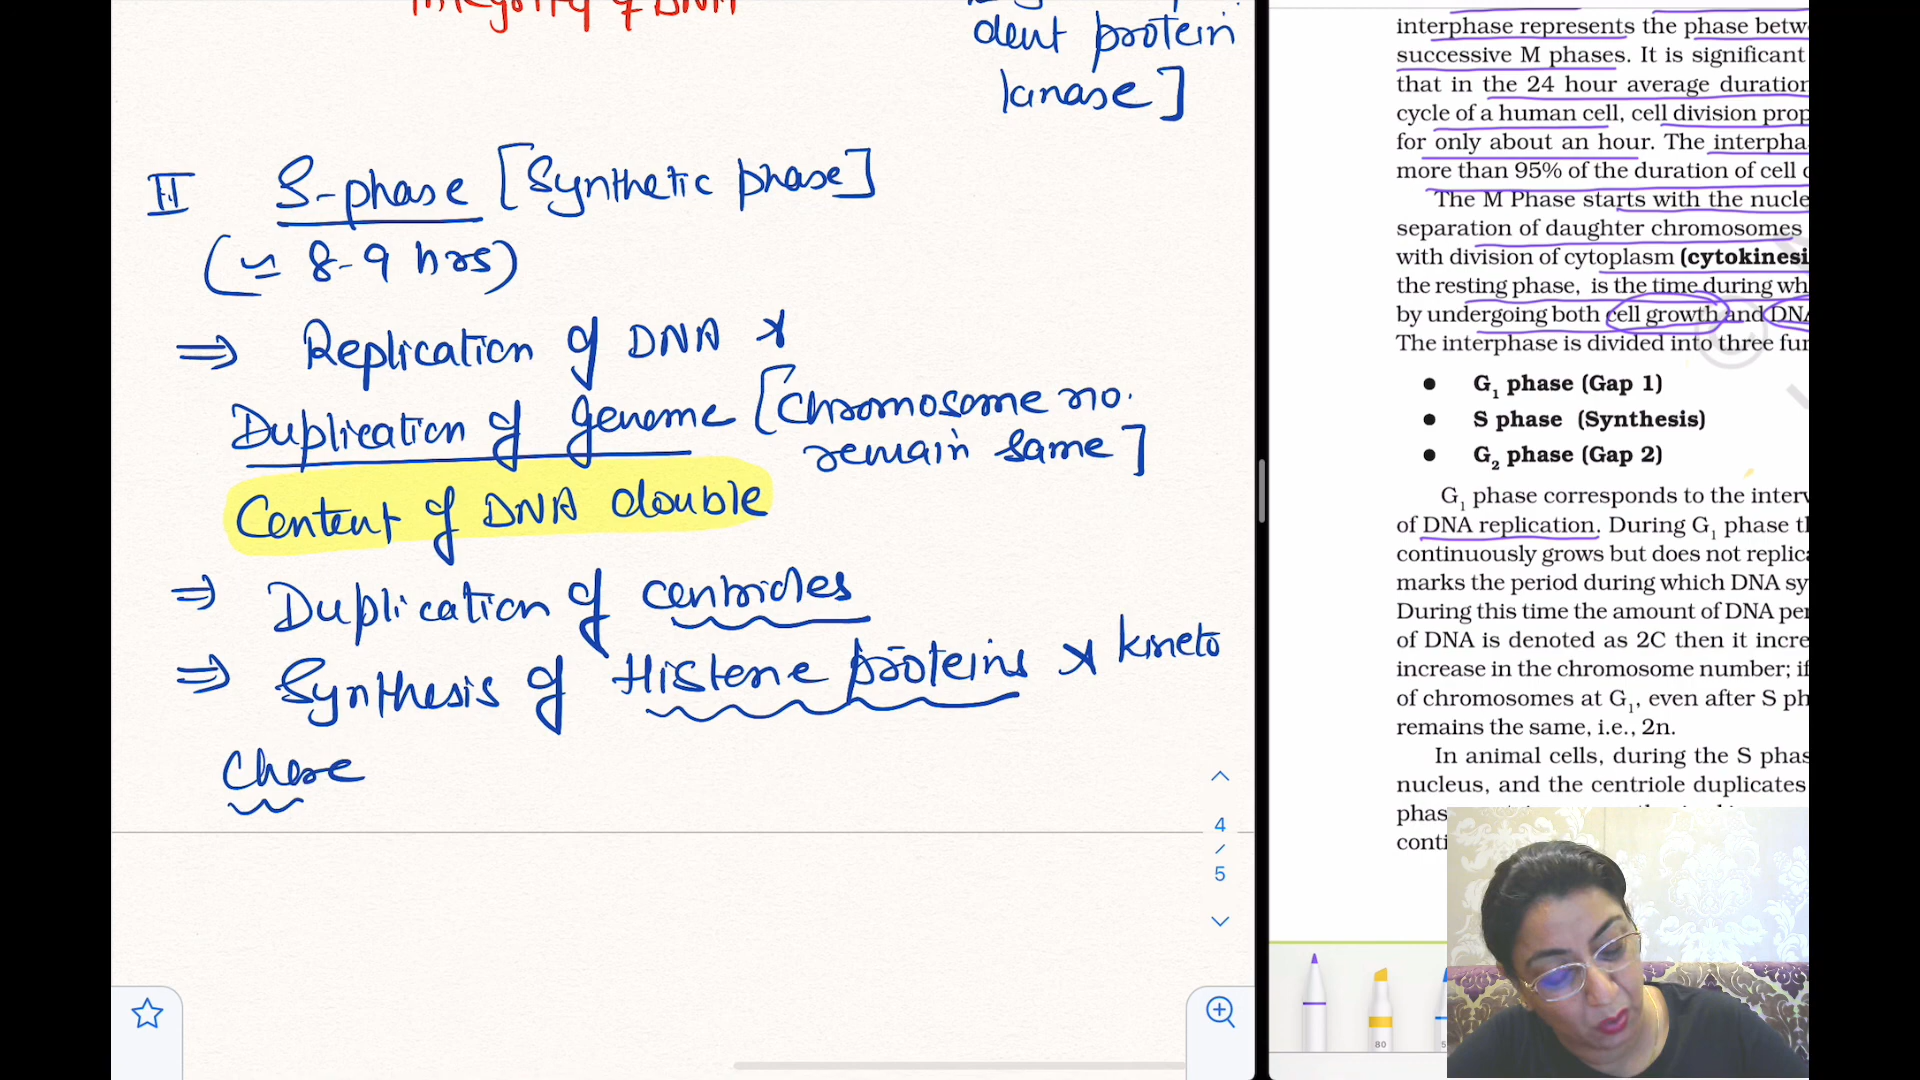 Integrity of DNA
dent protein
kinase]
II S-phase [Synthetic phase]
(≃ 8-9 hrs)
⇒ Replication of DNA *
Duplication of genome [Chromosome no.
remain same]
Content of DNA double
⇒ Duplication of centrioles
⇒ Synthesis of Histone proteins * kineto
Chore
4
/
5
interphase represents the phase betw
successive M phases. It is significant
that in the 24 hour average duration
cycle of a human cell, cell division prop
for only about an hour. The interpha
more than 95% of the duration of cell c
The M Phase starts with the nucle
separation of daughter chromosomes
with division of cytoplasm (cytokinesi
the resting phase, is the time during wh
by undergoing both cell growth and DNA
The interphase is divided into three fur
● G1 phase (Gap 1)
● S phase (Synthesis)
● G2 phase (Gap 2)
G1 phase corresponds to the interv
of DNA replication. During G1 phase t
continuously grows but does not replica
marks the period during which DNA sy
During this time the amount of DNA per
of DNA is denoted as 2C then it incre
increase in the chromosome number; if
of chromosomes at G1, even after S ph
remains the same, i.e., 2n.
In animal cells, during the S phas
nucleus, and the centriole duplicates
phas
conti
80